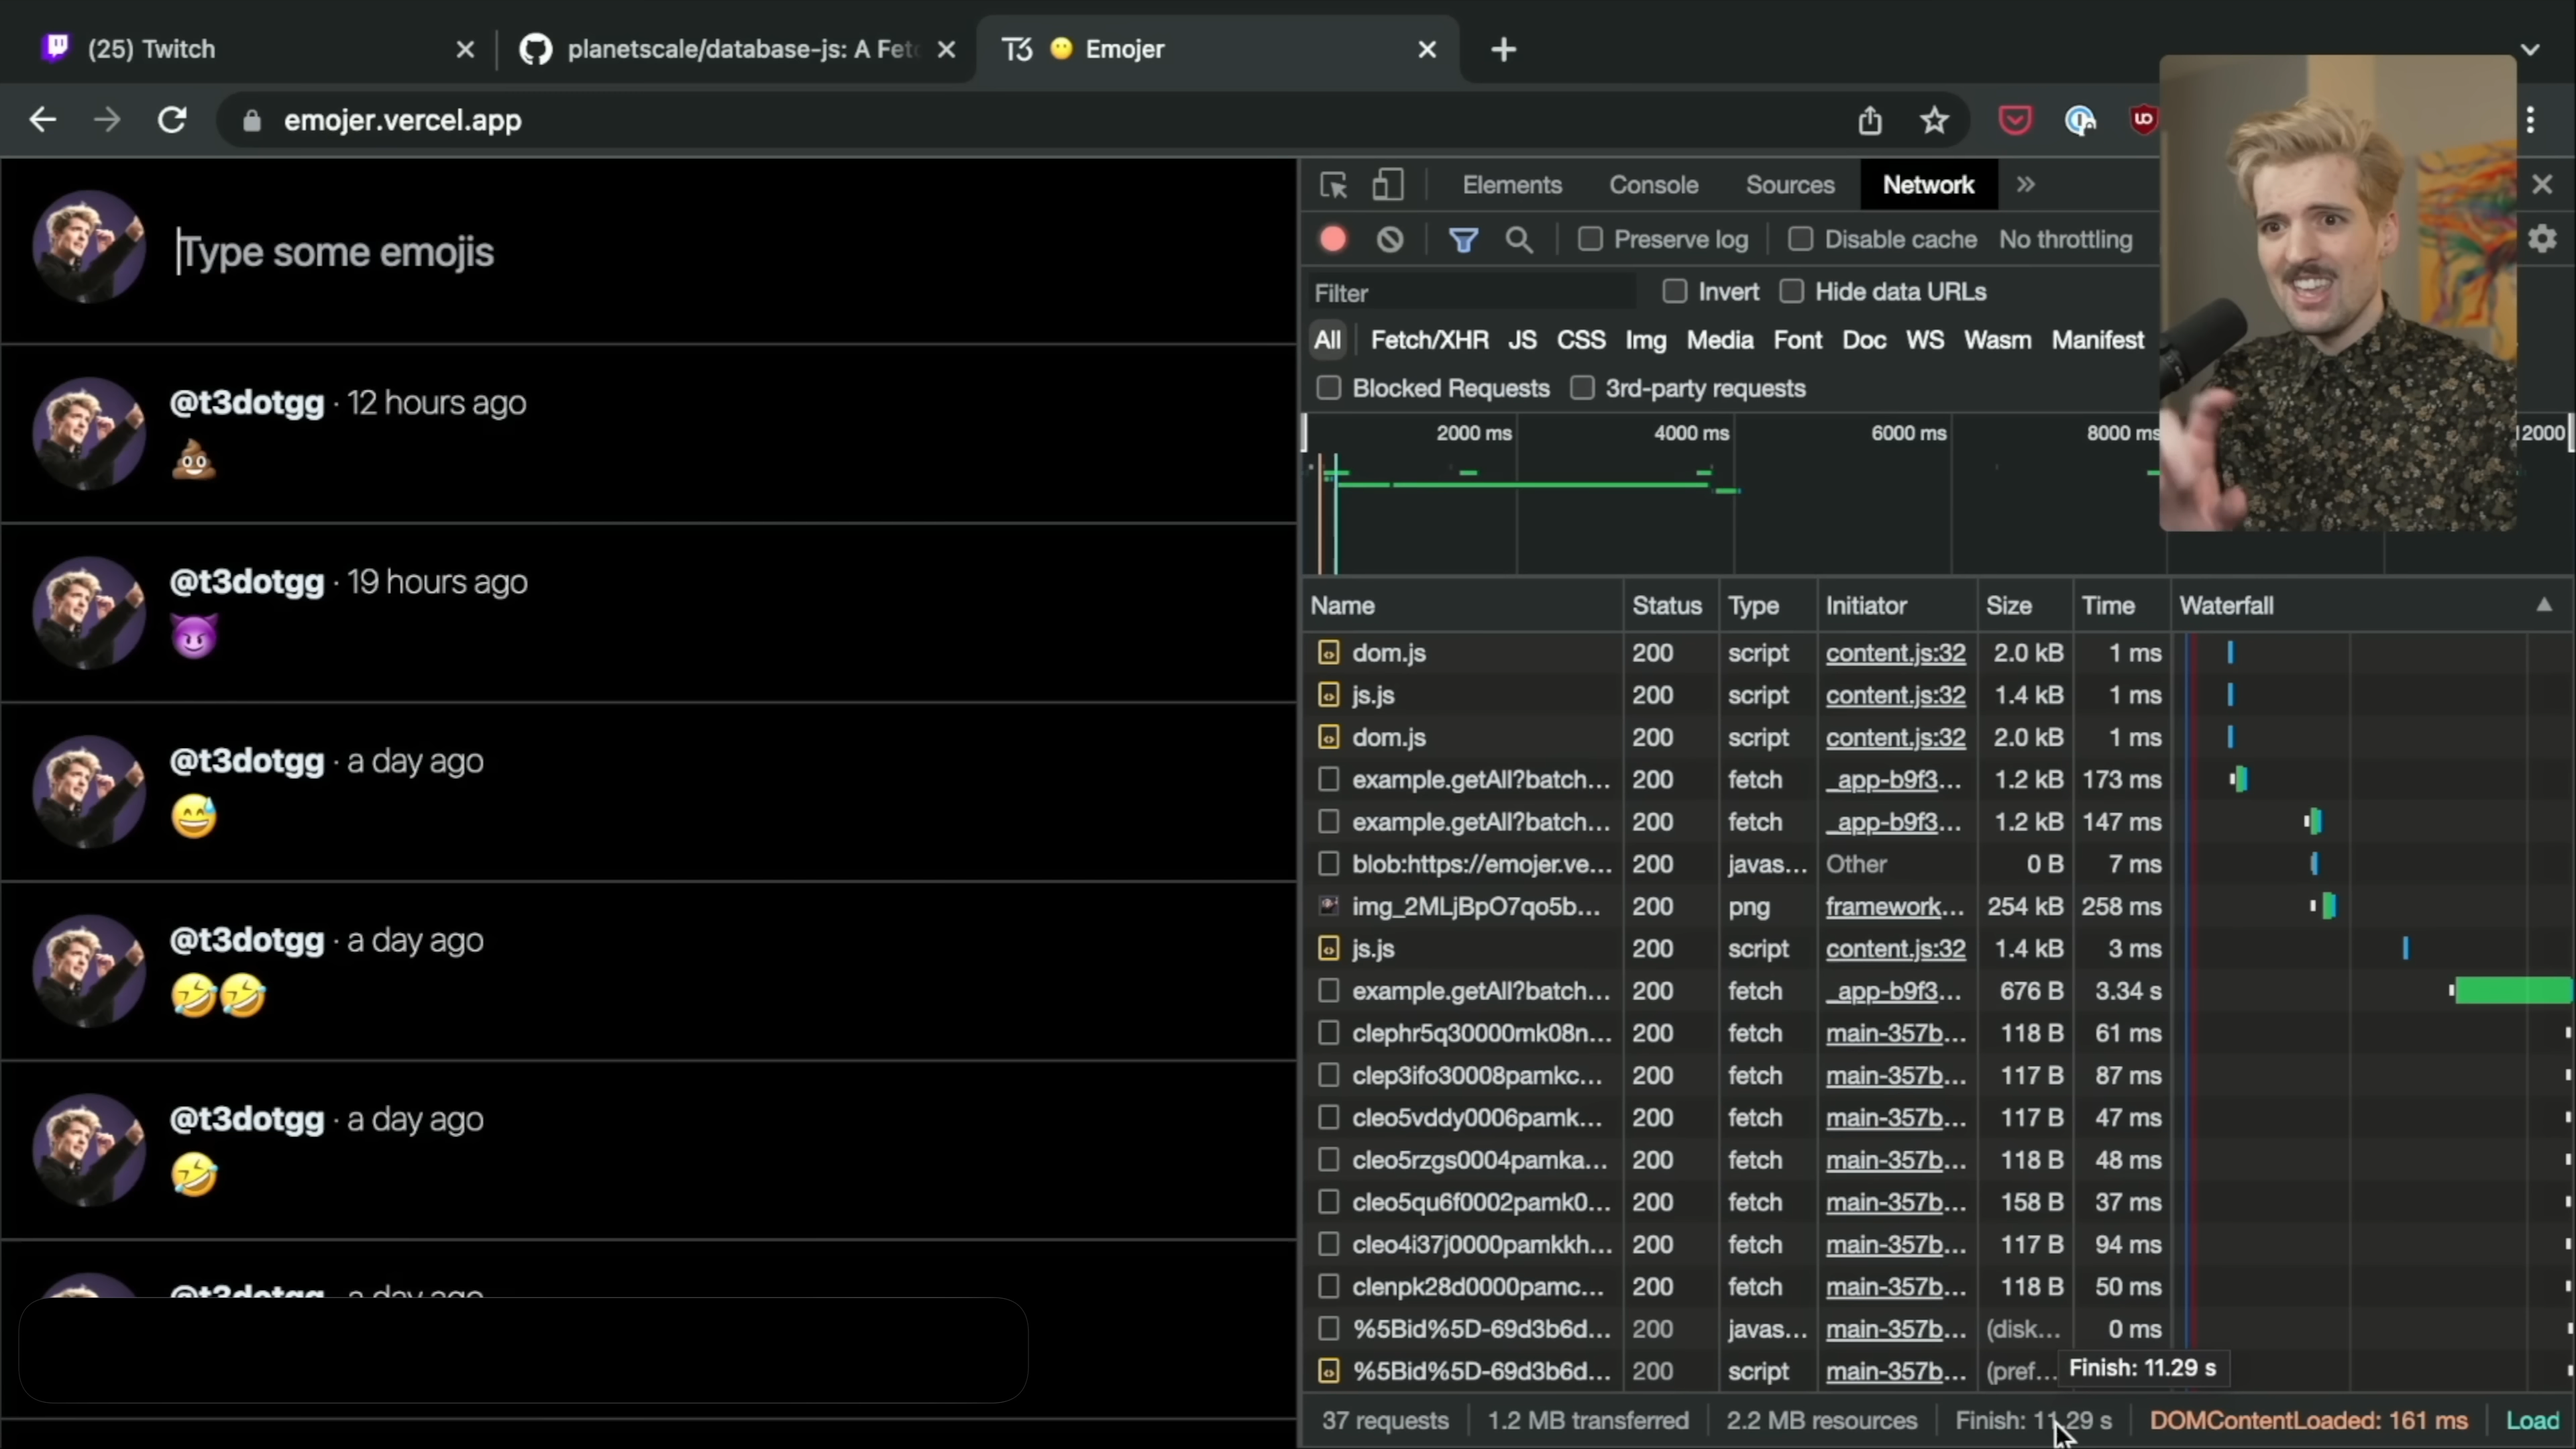 (25) Twitch
planetscale/database-js: A Fetc
T3 Emojer
emojer.vercel.app
Type some emojis
@t3dotgg · 12 hours ago
@t3dotgg · 19 hours ago
@t3dotgg · a day ago
@t3dotgg · a day ago
@t3dotgg · a day ago
@t3dotgg · a day ago
Elements Console Sources Network
Preserve log Disable cache No throttling
Filter Invert Hide data URLs
All Fetch/XHR JS CSS Img Media Font Doc WS Wasm Manifest
Blocked Requests 3rd-party requests
2000 ms 4000 ms 6000 ms 8000 ms 12000
Name Status Type Initiator Size Time Waterfall
dom.js 200 script content.js:32 2.0 kB 1 ms
js.js 200 script content.js:32 1.4 kB 1 ms
dom.js 200 script content.js:32 2.0 kB 1 ms
example.getAll?batch... 200 fetch _app-b9f3... 1.2 kB 173 ms
example.getAll?batch... 200 fetch _app-b9f3... 1.2 kB 147 ms
blob:https://emojer.ve... 200 javas... Other 0 B 7 ms
img_2MLjBpO7qo5b... 200 png framework... 254 kB 258 ms
js.js 200 script content.js:32 1.4 kB 3 ms
example.getAll?batch... 200 fetch _app-b9f3... 676 B 3.34 s
clephr5q30000mk08n... 200 fetch main-357b... 118 B 61 ms
clep3ifo30008pamkc... 200 fetch main-357b... 117 B 87 ms
cleo5vddy0006pamk... 200 fetch main-357b... 117 B 47 ms
cleo5rzgs0004pamka... 200 fetch main-357b... 118 B 48 ms
cleo5qu6f0002pamk0... 200 fetch main-357b... 158 B 37 ms
cleo4i37j0000pamkkh... 200 fetch main-357b... 117 B 94 ms
clenpk28d0000pamc... 200 fetch main-357b... 118 B 50 ms
%5Bid%5D-69d3b6d... 200 javas... main-357b... (disk... 0 ms
%5Bid%5D-69d3b6d... 200 script main-357b... (pref...
Finish: 11.29 s
37 requests 1.2 MB transferred 2.2 MB resources Finish: 11.29 s DOMContentLoaded: 161 ms Load